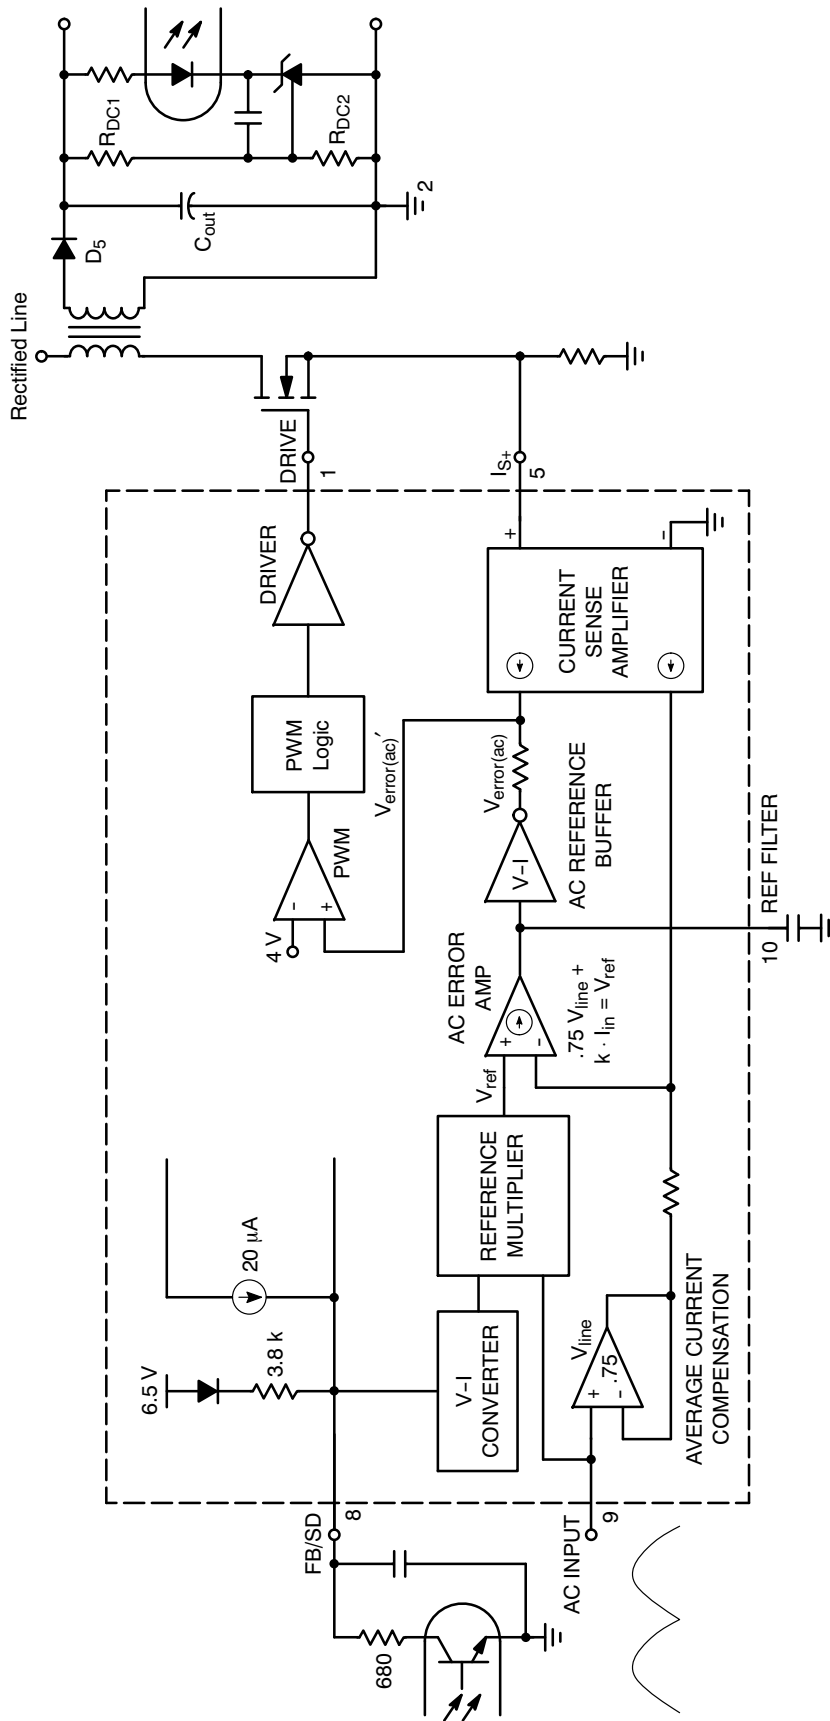 6.5 V
3.8 k
20 μA
FB/SD
8
680
V-I
CONVERTER
REFERENCE
MULTIPLIER
AC INPUT
9
+
-
.75
Vline
AVERAGE CURRENT
COMPENSATION
Vref
AC ERROR
AMP
+
-
.75 Vline +
k · Iin = Vref
4 V
-
+
PWM
PWM
Logic
DRIVER
DRIVE
1
Verror(ac)′
V-I
Verror(ac)
AC REFERENCE
BUFFER
10
REF FILTER
CURRENT
SENSE
AMPLIFIER
+
-
IS+
5
Rectified Line
D5
Cout
RDC1
RDC2
2